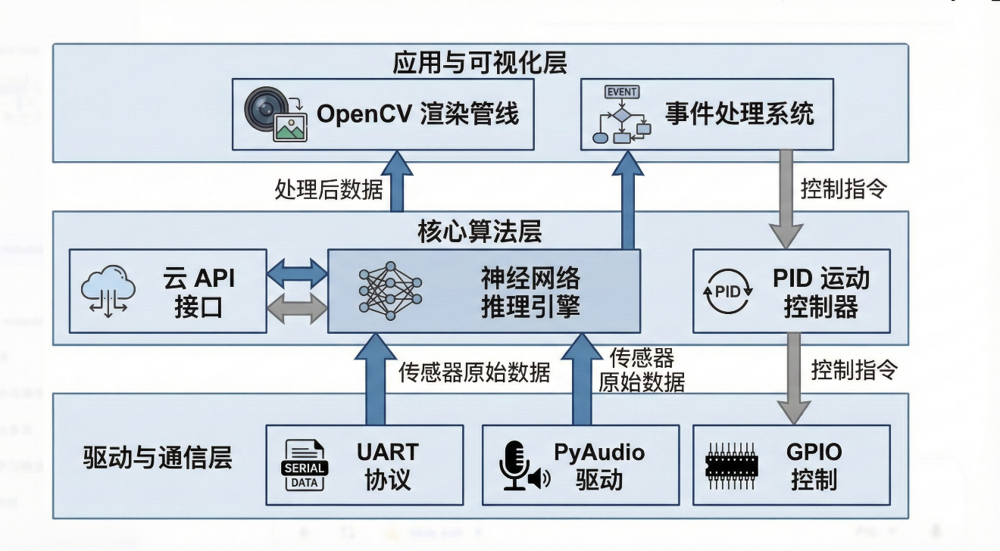 应用与可视化层
OpenCV 渲染管线
EVENT
事件处理系统
处理后数据
控制指令
核心算法层
云 API
接口
神经网络
推理引擎
PID
PID 运动
控制器
传感器原始数据
传感器
原始数据
控制指令
驱动与通信层
SERIAL
DATA
UART
协议
PyAudio
驱动
GPIO
控制